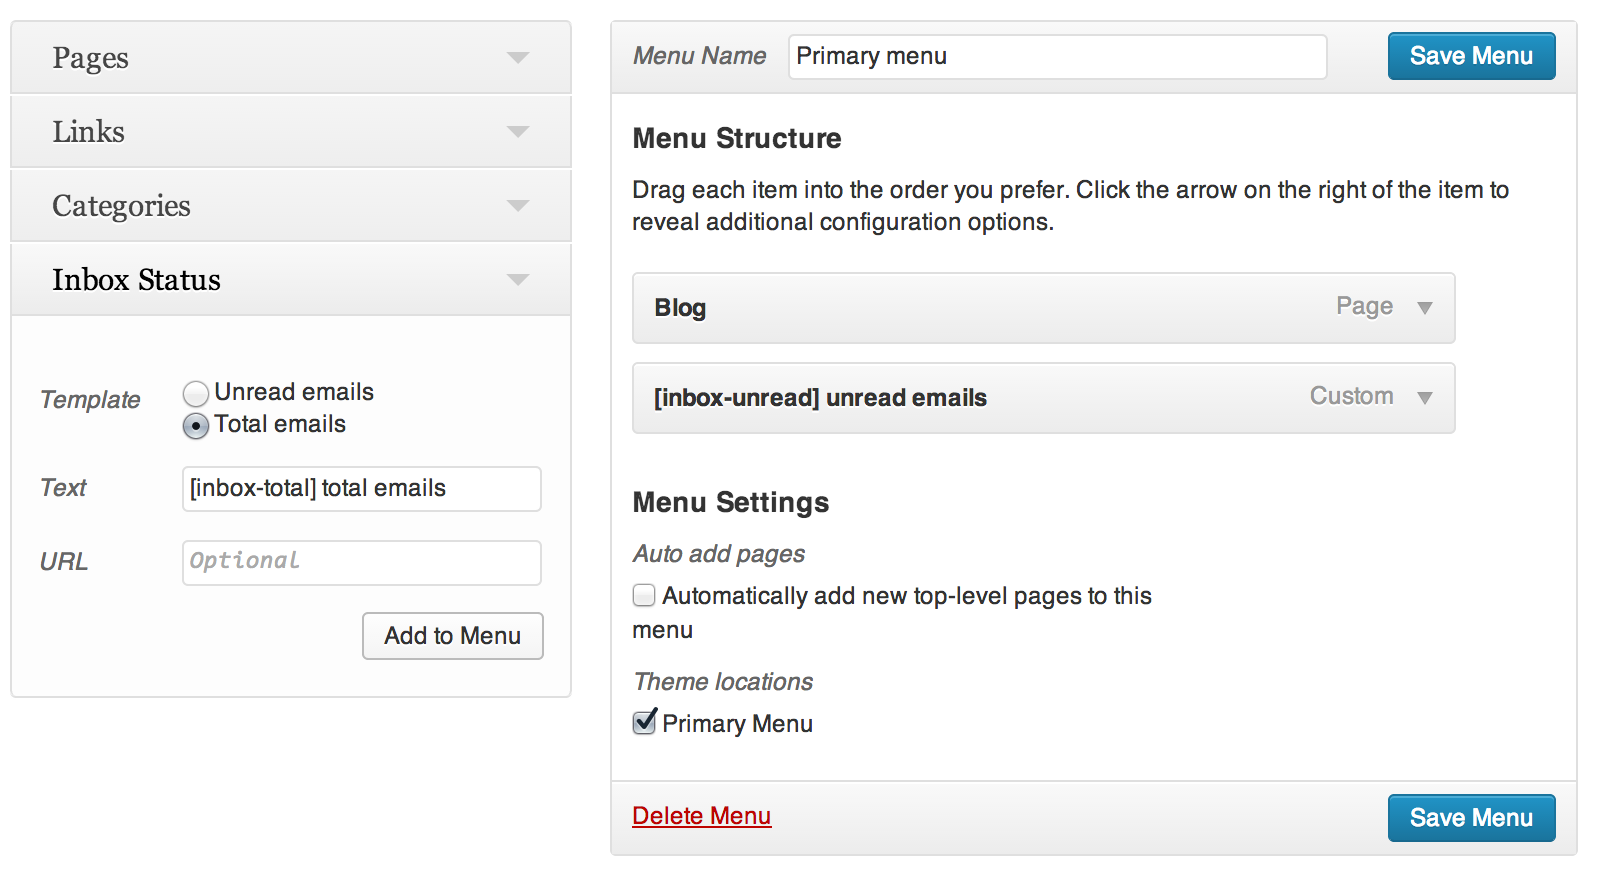 Pages
Links
Categories
Inbox Status
Template
Unread emails
Total emails
Text
[inbox-total] total emails
URL
Optional
Add to Menu
Menu Name
Primary menu
Save Menu
Menu Structure
Drag each item into the order you prefer. Click the arrow on the right of the item to
reveal additional configuration options.
Blog
Page
[inbox-unread] unread emails
Custom
Menu Settings
Auto add pages
Automatically add new top-level pages to this
menu
Theme locations
Primary Menu
Delete Menu
Save Menu